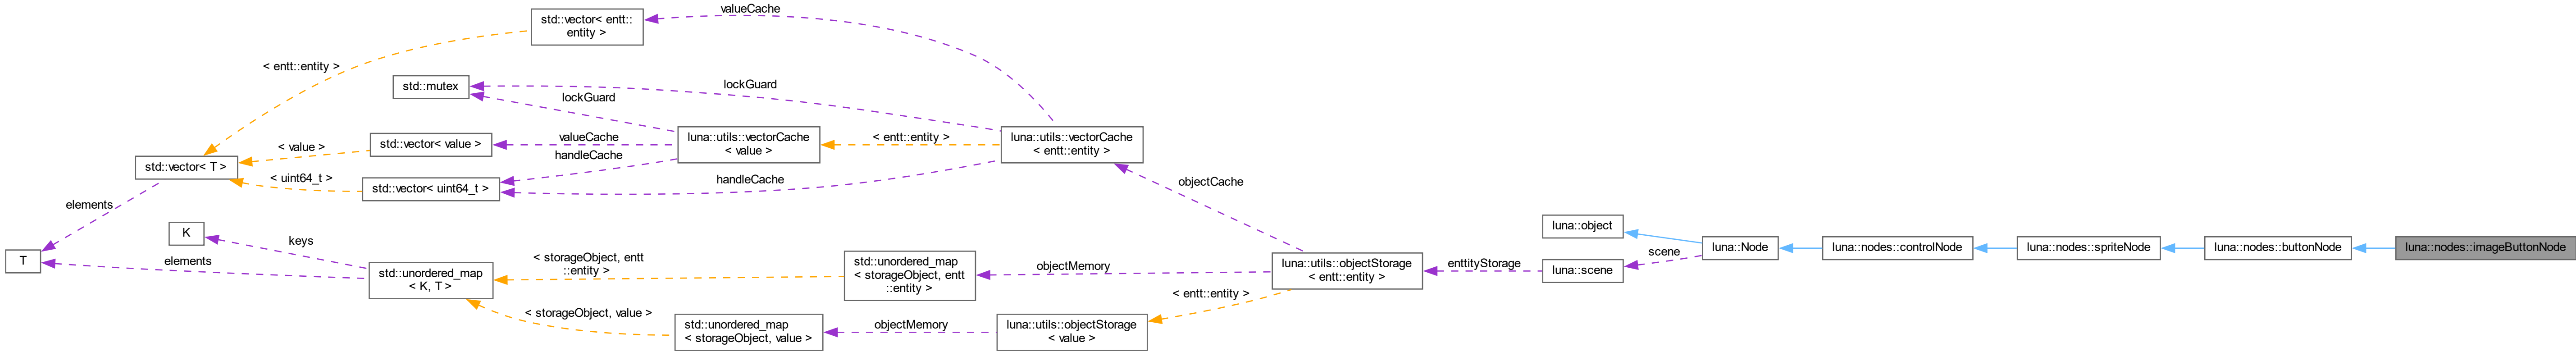 valueCache
std::vector< entt::
entity >
< entt::entity >
lockGuard
std::mutex
lockGuard
valueCache
luna::utils::vectorCache
< value >
< entt::entity >
luna::utils::vectorCache
< entt::entity >
< value >
std::vector< value >
handleCache
std::vector< T >
< uint64_t >
std::vector< uint64_t >
handleCache
objectCache
elements
K
keys
luna::object
T
elements
std::unordered_map
< K, T >
< storageObject, entt
::entity >
std::unordered_map
< storageObject, entt
::entity >
objectMemory
luna::utils::objectStorage
< entt::entity >
enttityStorage
luna::scene
scene
luna::Node
luna::nodes::controlNode
luna::nodes::spriteNode
luna::nodes::buttonNode
luna::nodes::imageButtonNode
< entt::entity >
< storageObject, value >
std::unordered_map
< storageObject, value >
objectMemory
luna::utils::objectStorage
< value >